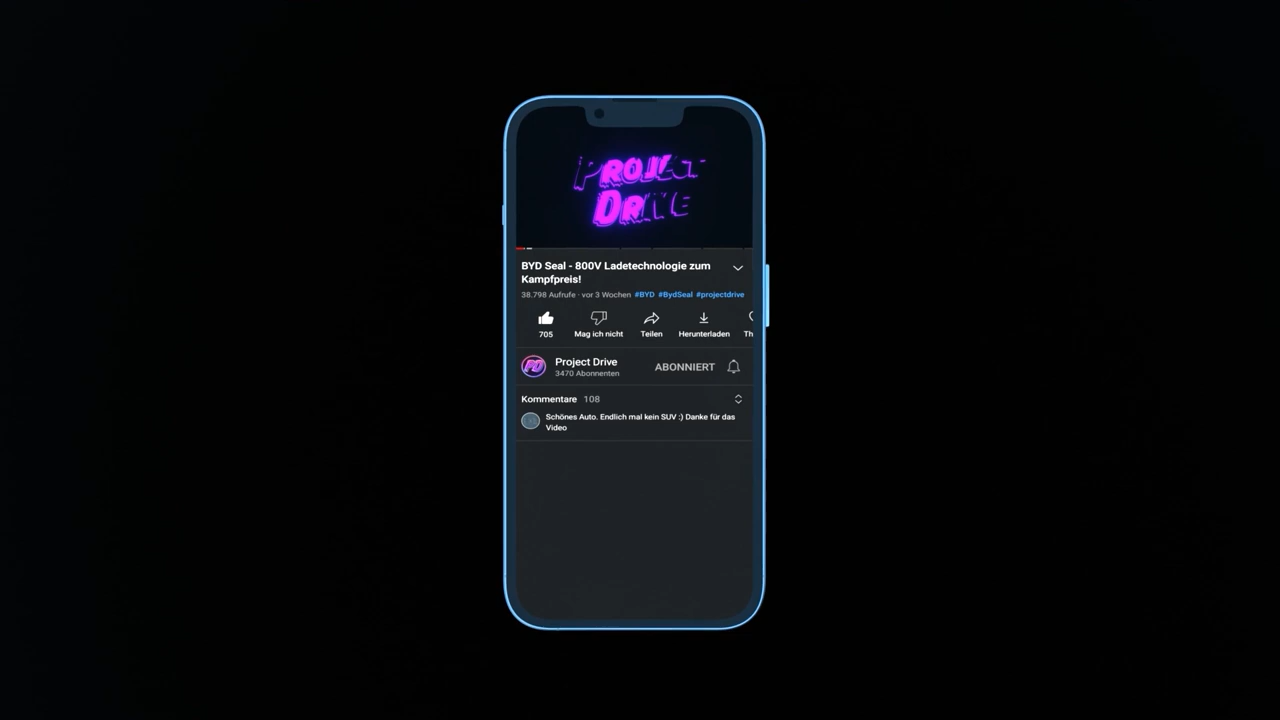 PROJECT
DRIVE
BYD Seal - 800V Ladetechnologie zum
Kampfpreis!
38.798 Aufrufe · vor 3 Wochen #BYD #BydSeal #projectdrive
705 Mag ich nicht Teilen Herunterladen Th
PD Project Drive ABONNIERT
3470 Abonnenten
Kommentare 108
Schönes Auto. Endlich mal kein SUV :) Danke für das
Video